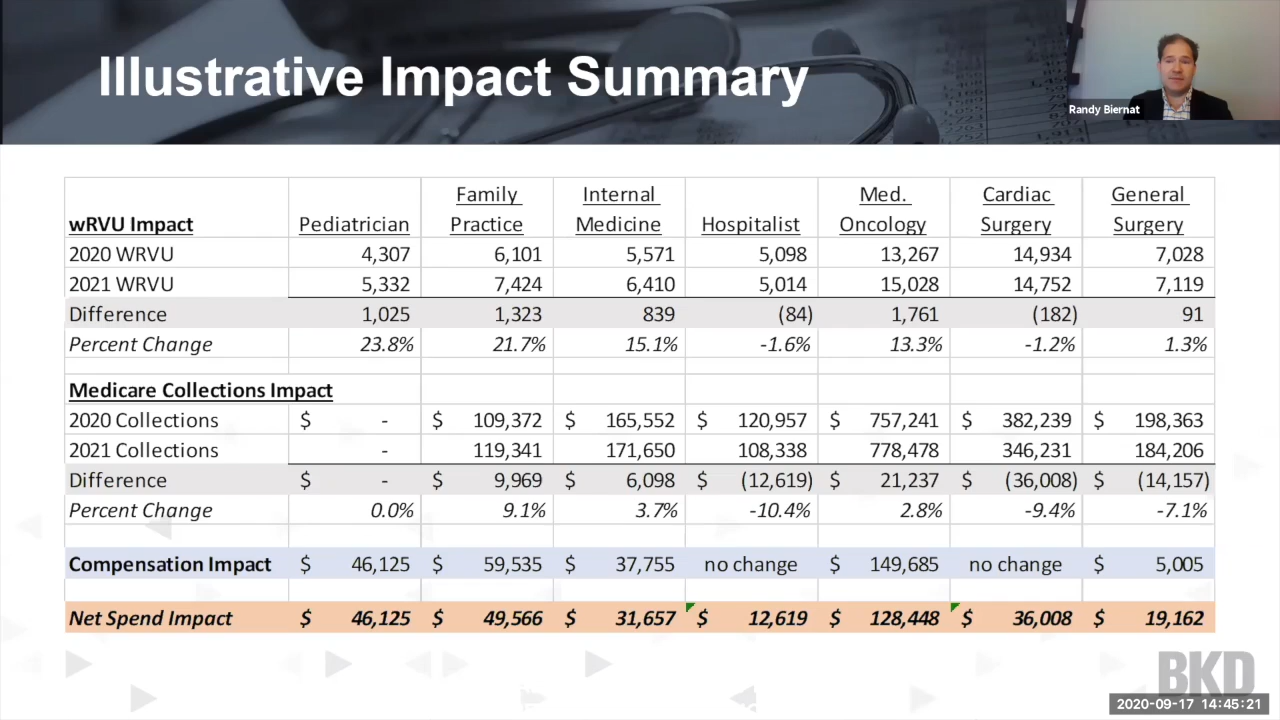 Illustrative Impact Summary
Randy Biernat
wRVU Impact Pediatrician Family Practice Internal Medicine Hospitalist Med. Oncology Cardiac Surgery General Surgery
2020 WRVU 4,307 6,101 5,571 5,098 13,267 14,934 7,028
2021 WRVU 5,332 7,424 6,410 5,014 15,028 14,752 7,119
Difference 1,025 1,323 839 (84) 1,761 (182) 91
Percent Change 23.8% 21.7% 15.1% -1.6% 13.3% -1.2% 1.3%
Medicare Collections Impact
2020 Collections $ - $ 109,372 $ 165,552 $ 120,957 $ 757,241 $ 382,239 $ 198,363
2021 Collections - 119,341 171,650 108,338 778,478 346,231 184,206
Difference $ - $ 9,969 $ 6,098 $ (12,619) $ 21,237 $ (36,008) $ (14,157)
Percent Change 0.0% 9.1% 3.7% -10.4% 2.8% -9.4% -7.1%
Compensation Impact $ 46,125 $ 59,535 $ 37,755 no change $ 149,685 no change $ 5,005
Net Spend Impact $ 46,125 $ 49,566 $ 31,657 $ 12,619 $ 128,448 $ 36,008 $ 19,162
BKD
2020-09-17 14:45:21